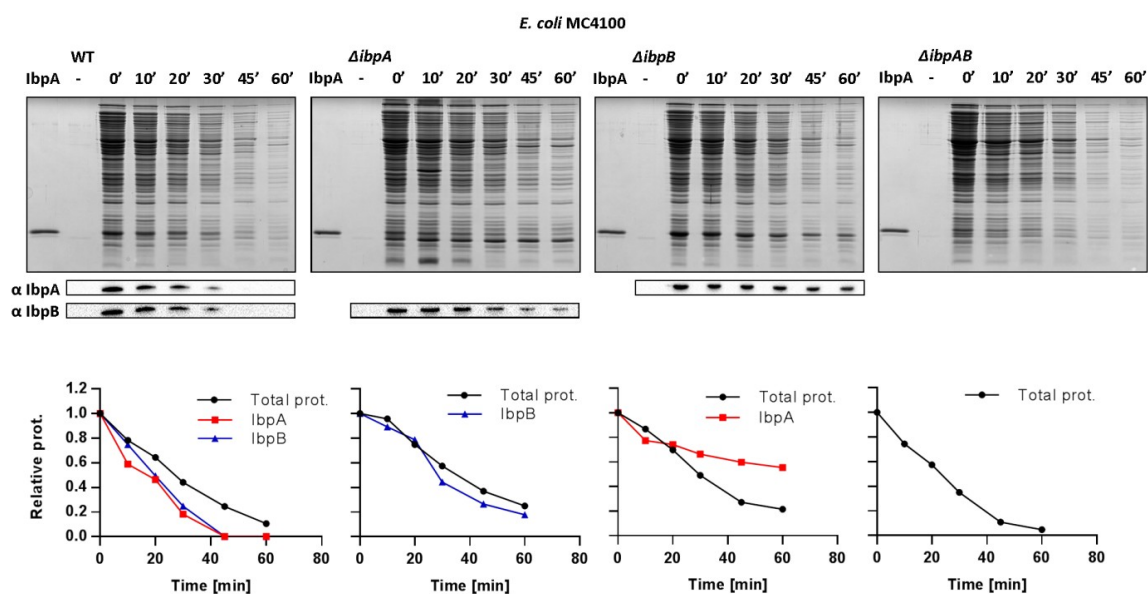 E. coli MC4100
WT ΔibpA ΔibpB ΔibpAB
IbpA - 0' 10' 20' 30' 45' 60' IbpA - 0' 10' 20' 30' 45' 60' IbpA - 0' 10' 20' 30' 45' 60' IbpA - 0' 10' 20' 30' 45' 60'
α IbpA
α IbpB
Relative prot.
1.2
1.0
0.8
0.6
0.4
0.2
0.0
Total prot.
IbpA
IbpB
0 20 40 60 80
Time [min]
Total prot.
IbpB
0 20 40 60 80
Time [min]
Total prot.
IbpA
0 20 40 60 80
Time [min]
Total prot.
0 20 40 60 80
Time [min]